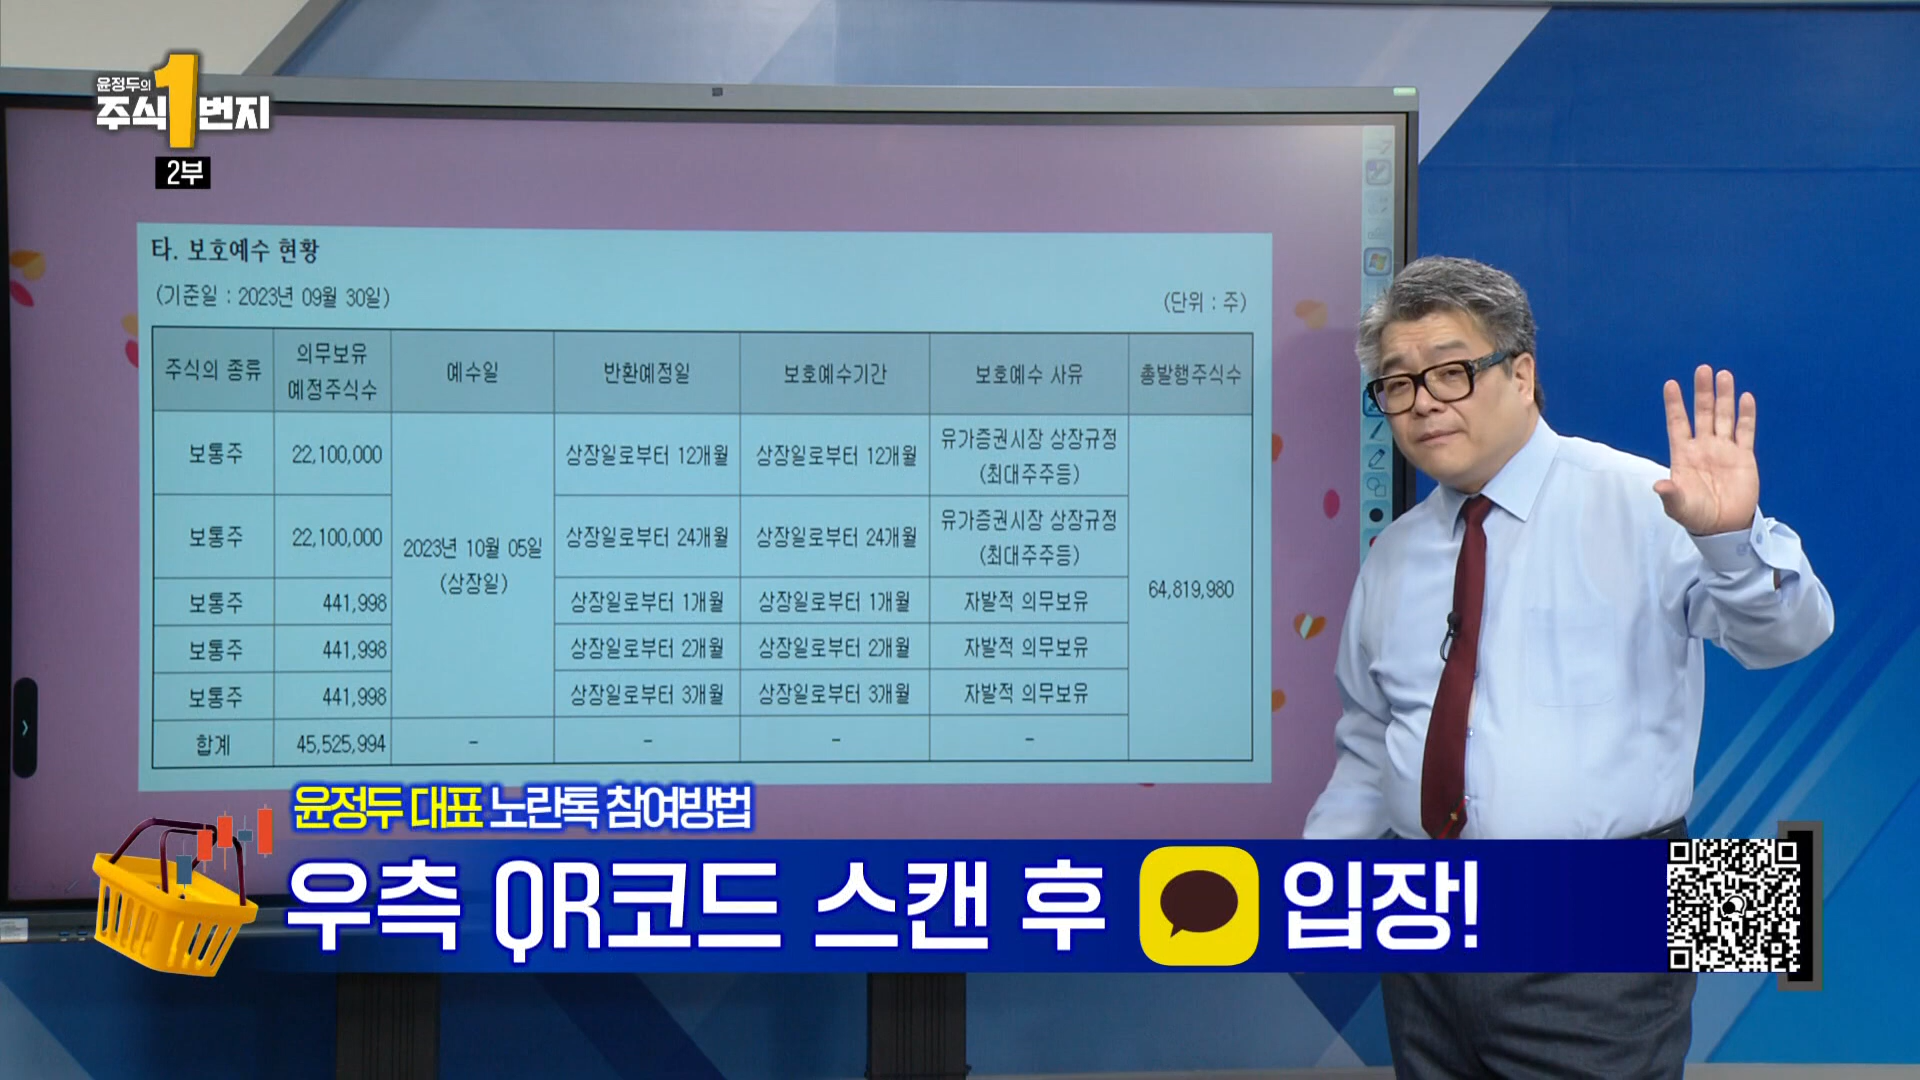 윤정두의
주식1번지
2부
타. 보호예수 현황
(기준일 : 2023년 09월 30일)
(단위 : 주)
주식의 종류 의무보유 예정주식수 예수일 반환예정일 보호예수기간 보호예수 사유 총발행주식수
보통주 22,100,000 2023년 10월 05일 (상장일) 상장일로부터 12개월 상장일로부터 12개월 유가증권시장 상장규정 (최대주주등) 64,819,980
보통주 22,100,000 상장일로부터 24개월 상장일로부터 24개월 유가증권시장 상장규정 (최대주주등)
보통주 441,998 상장일로부터 1개월 상장일로부터 1개월 자발적 의무보유
보통주 441,998 상장일로부터 2개월 상장일로부터 2개월 자발적 의무보유
보통주 441,998 상장일로부터 3개월 상장일로부터 3개월 자발적 의무보유
합계 45,525,994 - - - -
윤정두 대표 노란톡 참여방법
우측 QR코드 스캔 후 입장!